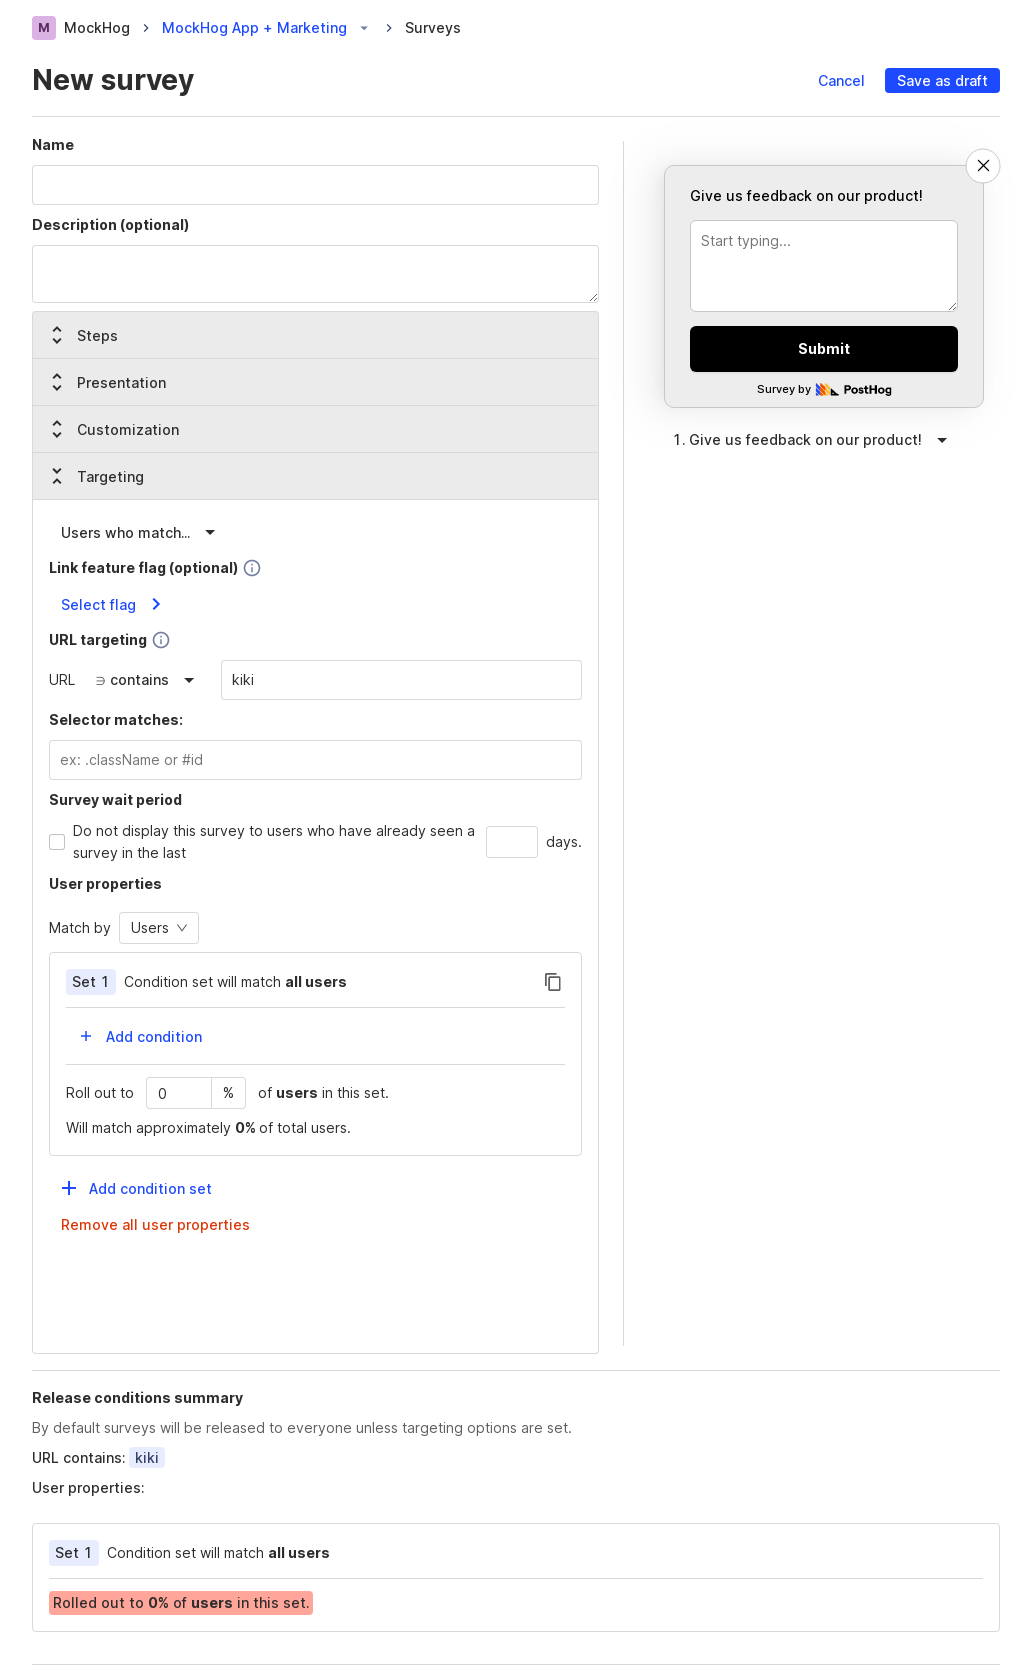 M MockHog MockHog App + Marketing Surveys
New survey
Cancel Save as draft
Name
Description (optional)
Steps
Presentation
Customization
Targeting
Users who match...
Link feature flag (optional)
Select flag
URL targeting
URL ∋ contains kiki
Selector matches:
ex: .className or #id
Survey wait period
Do not display this survey to users who have already seen a
survey in the last days.
User properties
Match by Users
Set 1 Condition set will match all users
Add condition
Roll out to 0 % of users in this set.
Will match approximately 0% of total users.
Add condition set
Remove all user properties
Give us feedback on our product!
Start typing...
Submit
Survey by PostHog
1. Give us feedback on our product!
Release conditions summary
By default surveys will be released to everyone unless targeting options are set.
URL contains: kiki
User properties:
Set 1 Condition set will match all users
Rolled out to 0% of users in this set.